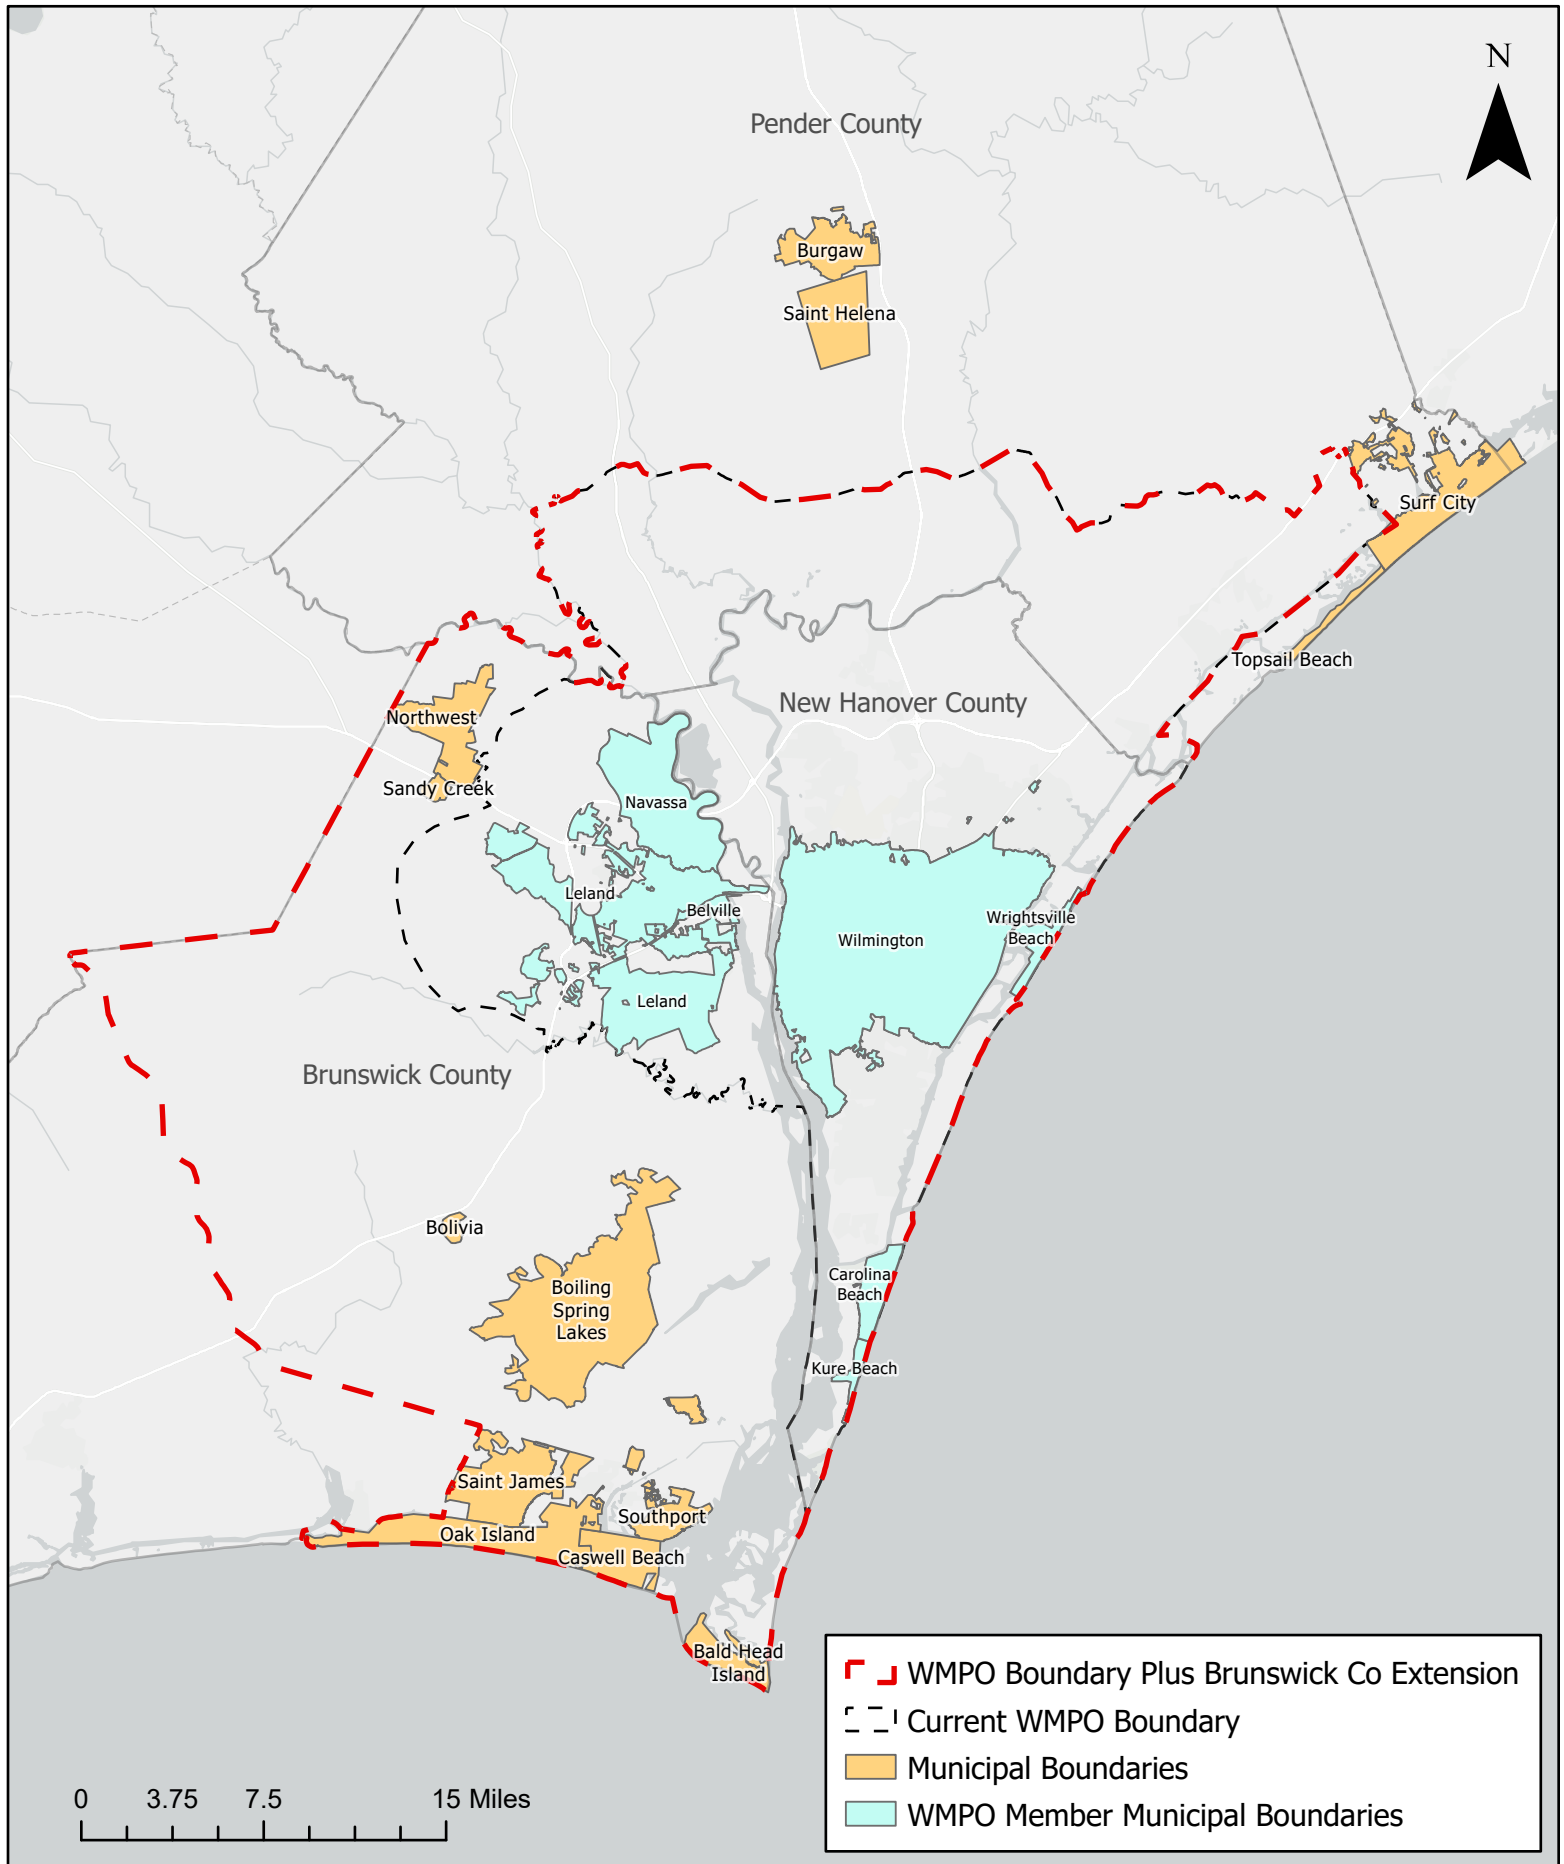 N
Pender County
Burgaw
Saint Helena
Surf City
Topsail Beach
New Hanover County
Northwest
Sandy Creek
Navassa
Leland
Belville
Wrightsville
Beach
Wilmington
Leland
Brunswick County
Bolivia
Boiling
Spring
Lakes
Carolina
Beach
Kure Beach
Saint James
Southport
Oak Island
Caswell Beach
Bald Head
Island
WMPO Boundary Plus Brunswick Co Extension
Current WMPO Boundary
Municipal Boundaries
WMPO Member Municipal Boundaries
0 3.75 7.5 15 Miles